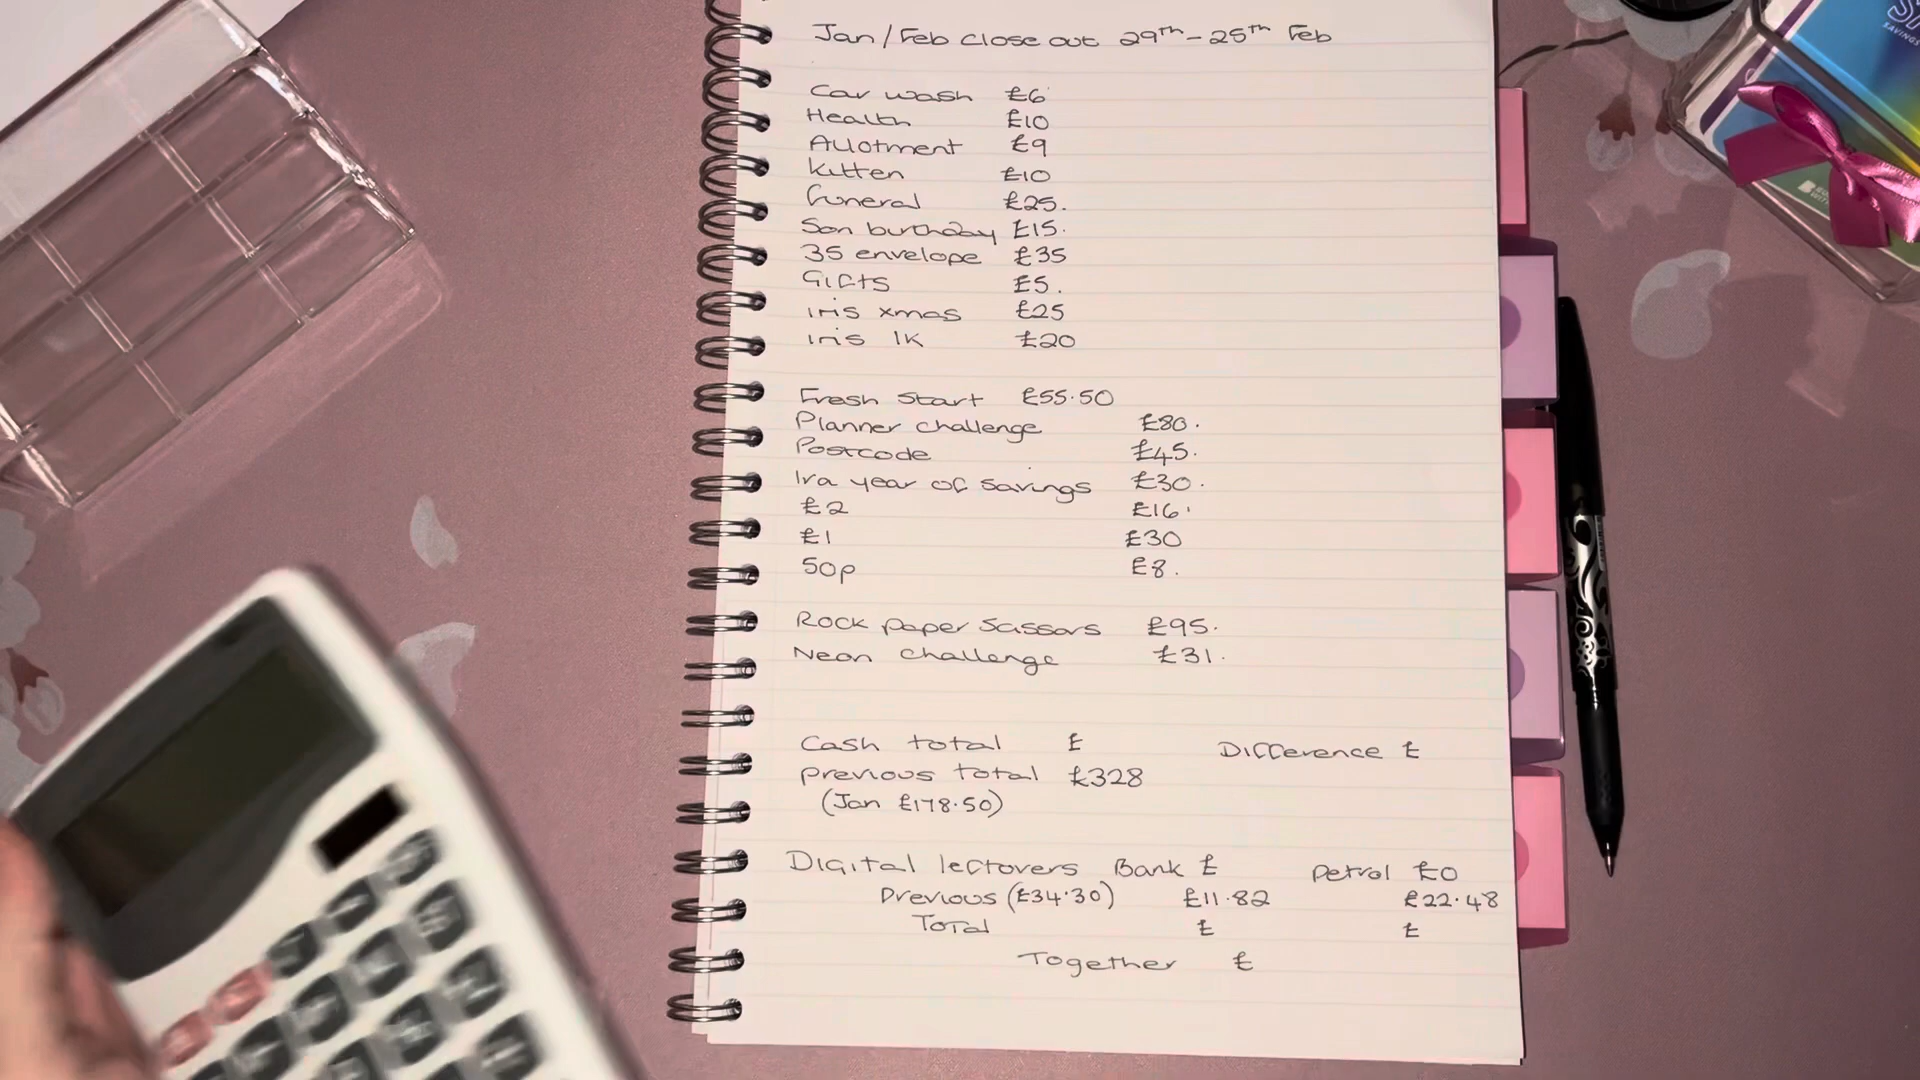 Jan/Feb close out 29th - 25th Feb
Car wash £6
Health £10
Allotment £9
Kitten £10
Funeral £25.
Son birthday £15.
35 envelope £35
Gifts £5.
Iris xmas £25
Iris 1K £20
Fresh start £55.50
Planner challenge £80.
Postcode £45.
Iva year of savings £30.
£2 £16.
£1 £30
50p £8.
Rock paper scissors £95.
Neon challenge £31.
Cash total £ Difference £
previous total £328
(Jan £178.50)
Digital leftovers Bank £ Petrol £0
Previous (£34.30) £11.82 £22.48
Total £ £
Together £
SAVINGS